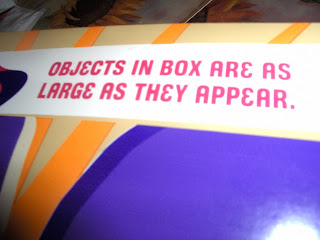 OBJECTS IN BOX ARE AS
LARGE AS THEY APPEAR.